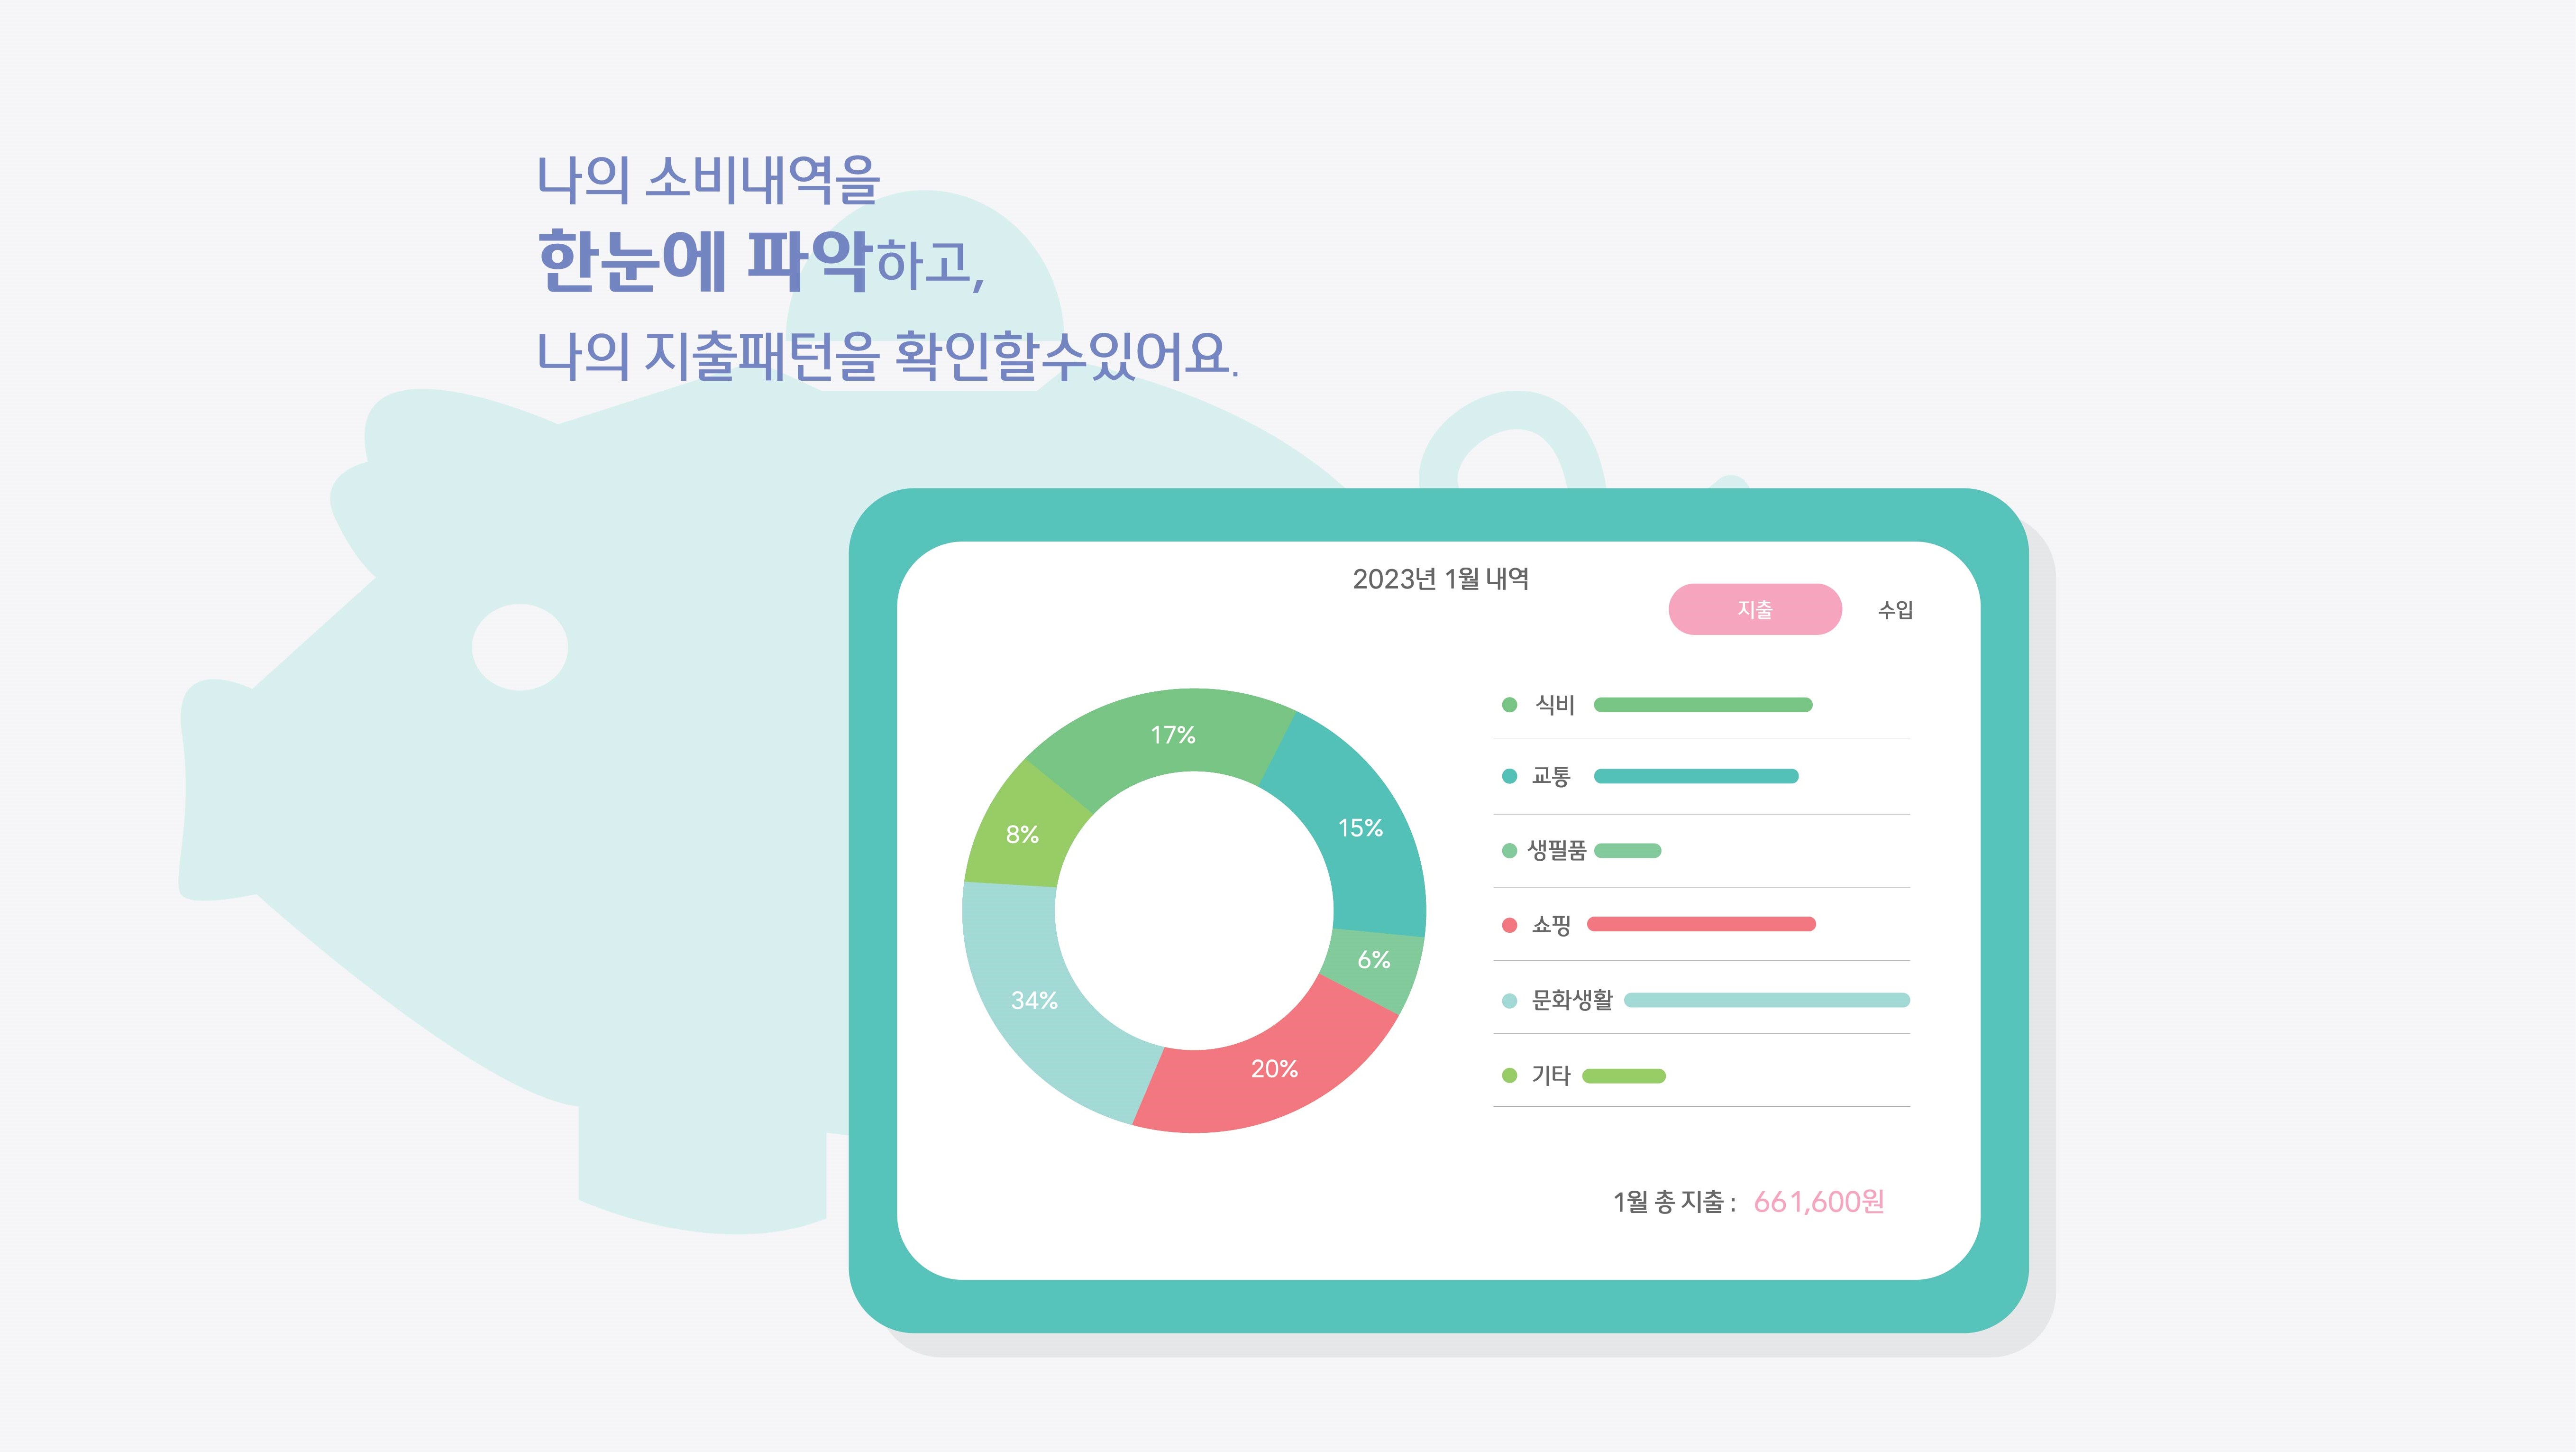 나의 소비내역을
한눈에 파악하고,
나의 지출패턴을 확인할수있어요.
2023년 1월 내역
지출
수입
17%
15%
8%
6%
34%
20%
식비
교통
생필품
쇼핑
문화생활
기타
1월 총 지출 : 661,600원